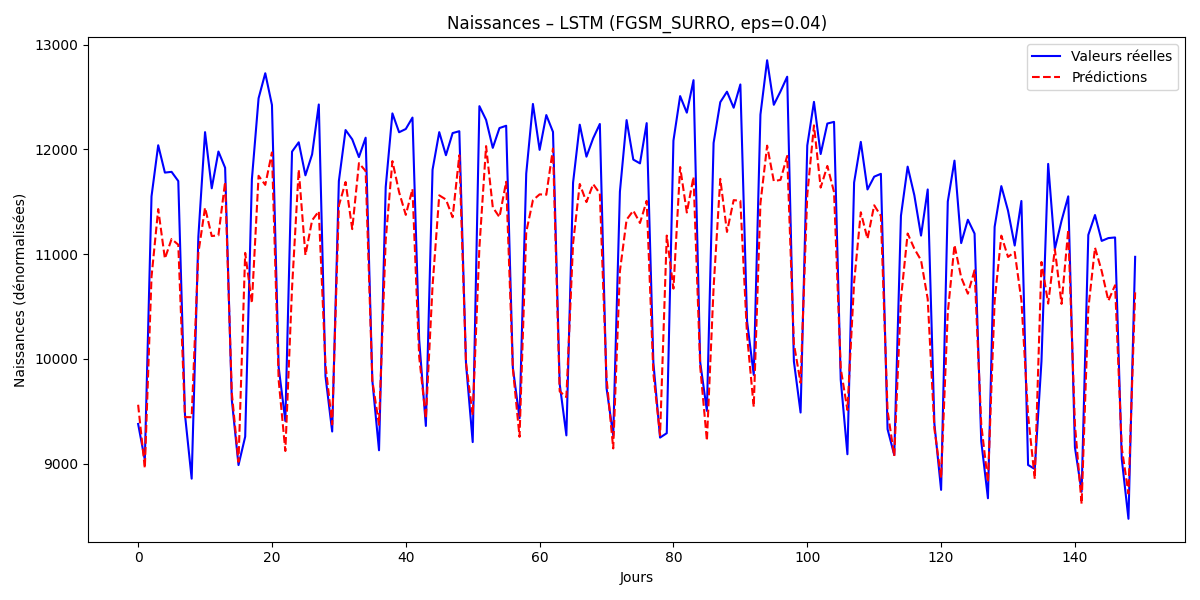 Naissances – LSTM (FGSM_SURRO, eps=0.04)
Valeurs réelles
Prédictions
Naissances (dénormalisées)
13000
12000
11000
10000
9000
0 20 40 60 80 100 120 140
Jours